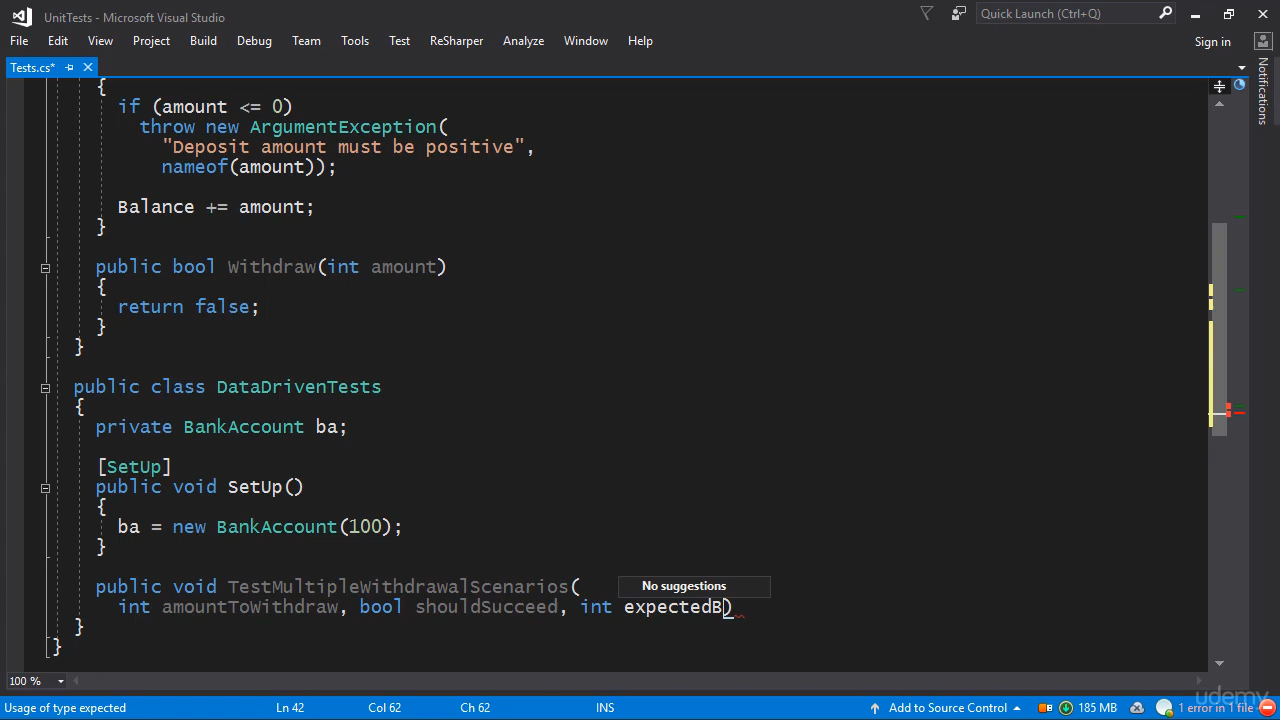 UnitTests - Microsoft Visual Studio
Quick Launch (Ctrl+Q)
File Edit View Project Build Debug Team Tools Test ReSharper Analyze Window Help
Sign in
Tests.cs*
Notifications
{
if (amount <= 0)
throw new ArgumentException(
"Deposit amount must be positive",
nameof(amount));
Balance += amount;
}
public bool Withdraw(int amount)
{
return false;
}
}
public class DataDrivenTests
{
private BankAccount ba;
[SetUp]
public void SetUp()
{
ba = new BankAccount(100);
}
public void TestMultipleWithdrawalScenarios(
No suggestions
int amountToWithdraw, bool shouldSucceed, int expectedB)
}
}
100 %
Usage of type expected Ln 42 Col 62 Ch 62 INS Add to Source Control 185 MB 1 error in 1 file
udemy